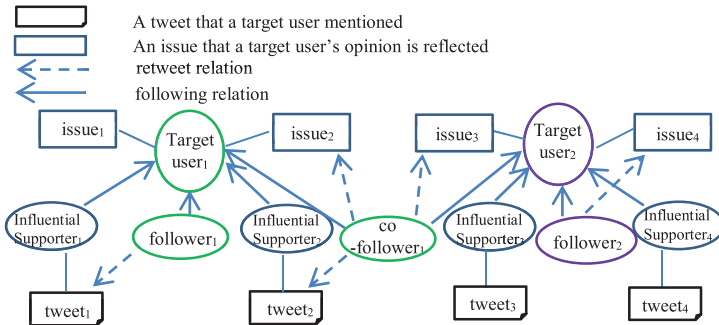 A tweet that a target user mentioned
An issue that a target user’s opinion is reflected
retweet relation
following relation
issue₁
Target
user₁
issue₂
issue₃
Target
user₂
issue₄
Influential
Supporter₁
follower₁
Influential
Supporter₂
co
-follower₁
Influential
Supporter₃
follower₂
Influential
Supporter₄
tweet₁
tweet₂
tweet₃
tweet₄